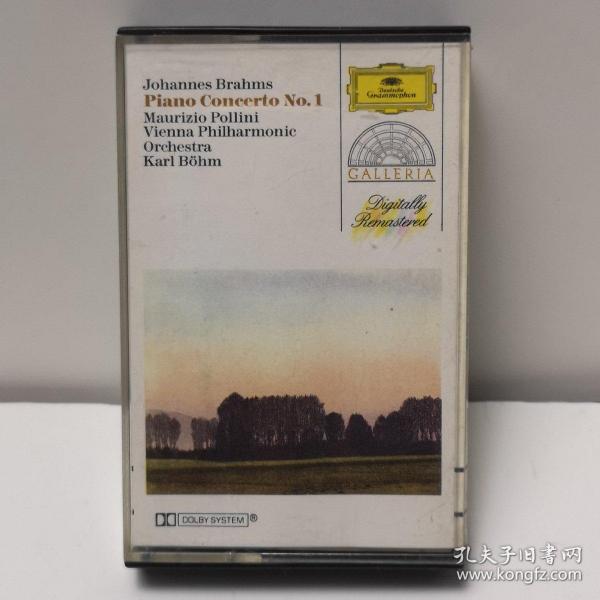 Johannes Brahms
Piano Concerto No. 1
Maurizio Pollini
Vienna Philharmonic
Orchestra
Karl Böhm
Deutsche
Grammophon
GALLERIA
Digitally
Remastered
DOLBY SYSTEM ®
孔夫子旧書网
www.kongfz.com